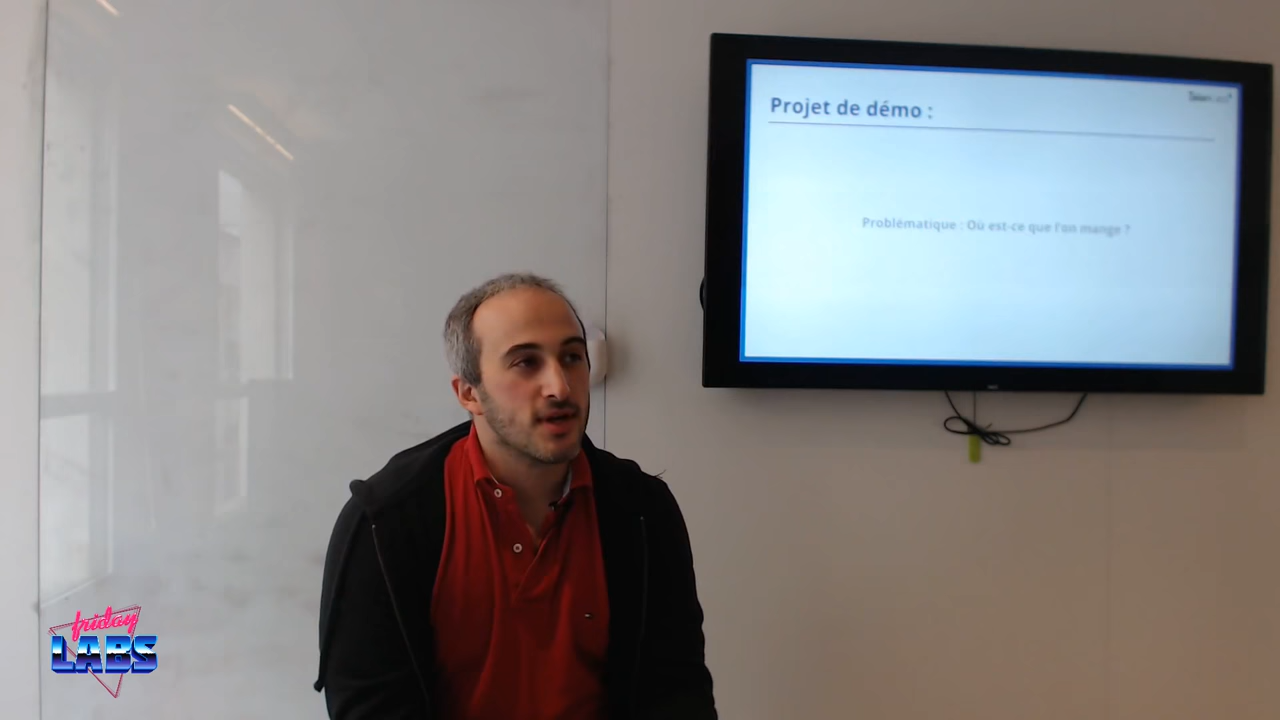 Projet de démo :
Problématique : Où est-ce que l'on mange ?
friday
LABS